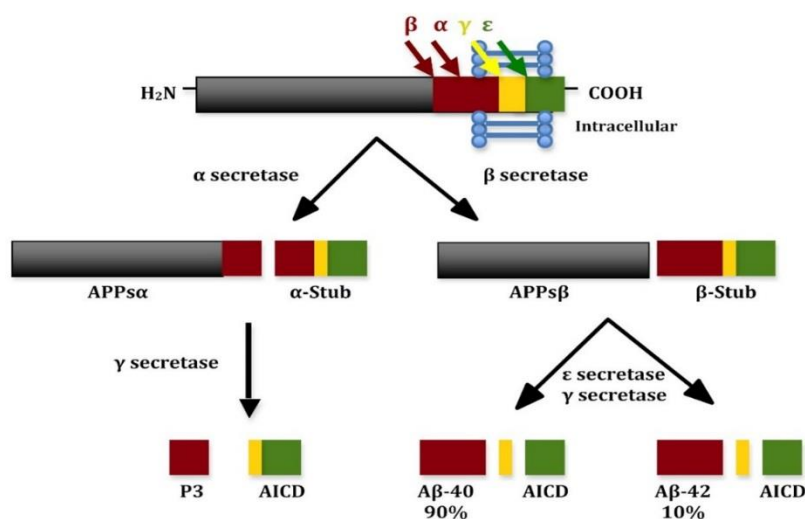 β α γ ε
H₂N
COOH
Intracellular
α secretase
β secretase
APPsα
α-Stub
APPsβ
β-Stub
γ secretase
ε secretase
γ secretase
P3
AICD
Aβ-40
90%
AICD
Aβ-42
10%
AICD